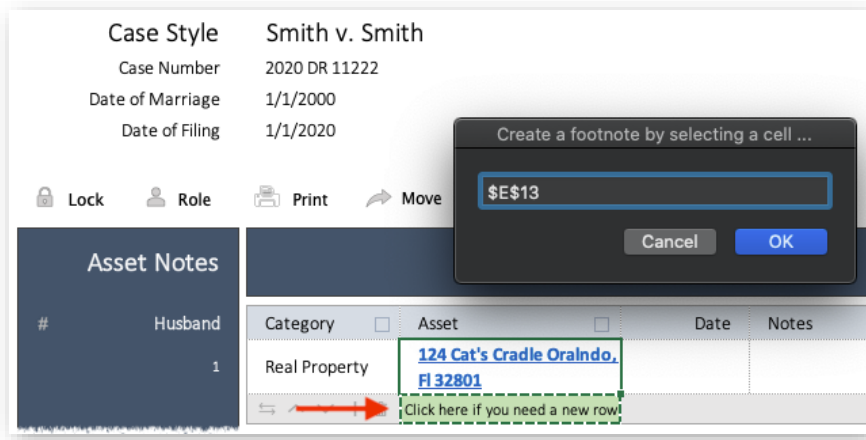 Case Style Smith v. Smith
Case Number 2020 DR 11222
Date of Marriage 1/1/2000
Date of Filing 1/1/2020
Create a footnote by selecting a cell ...
$E$13
Cancel OK
Lock Role Print Move
Asset Notes
# Husband
Category Asset Date Notes
1
Real Property
124 Cat's Cradle Oralndo,
Fl 32801
Click here if you need a new row